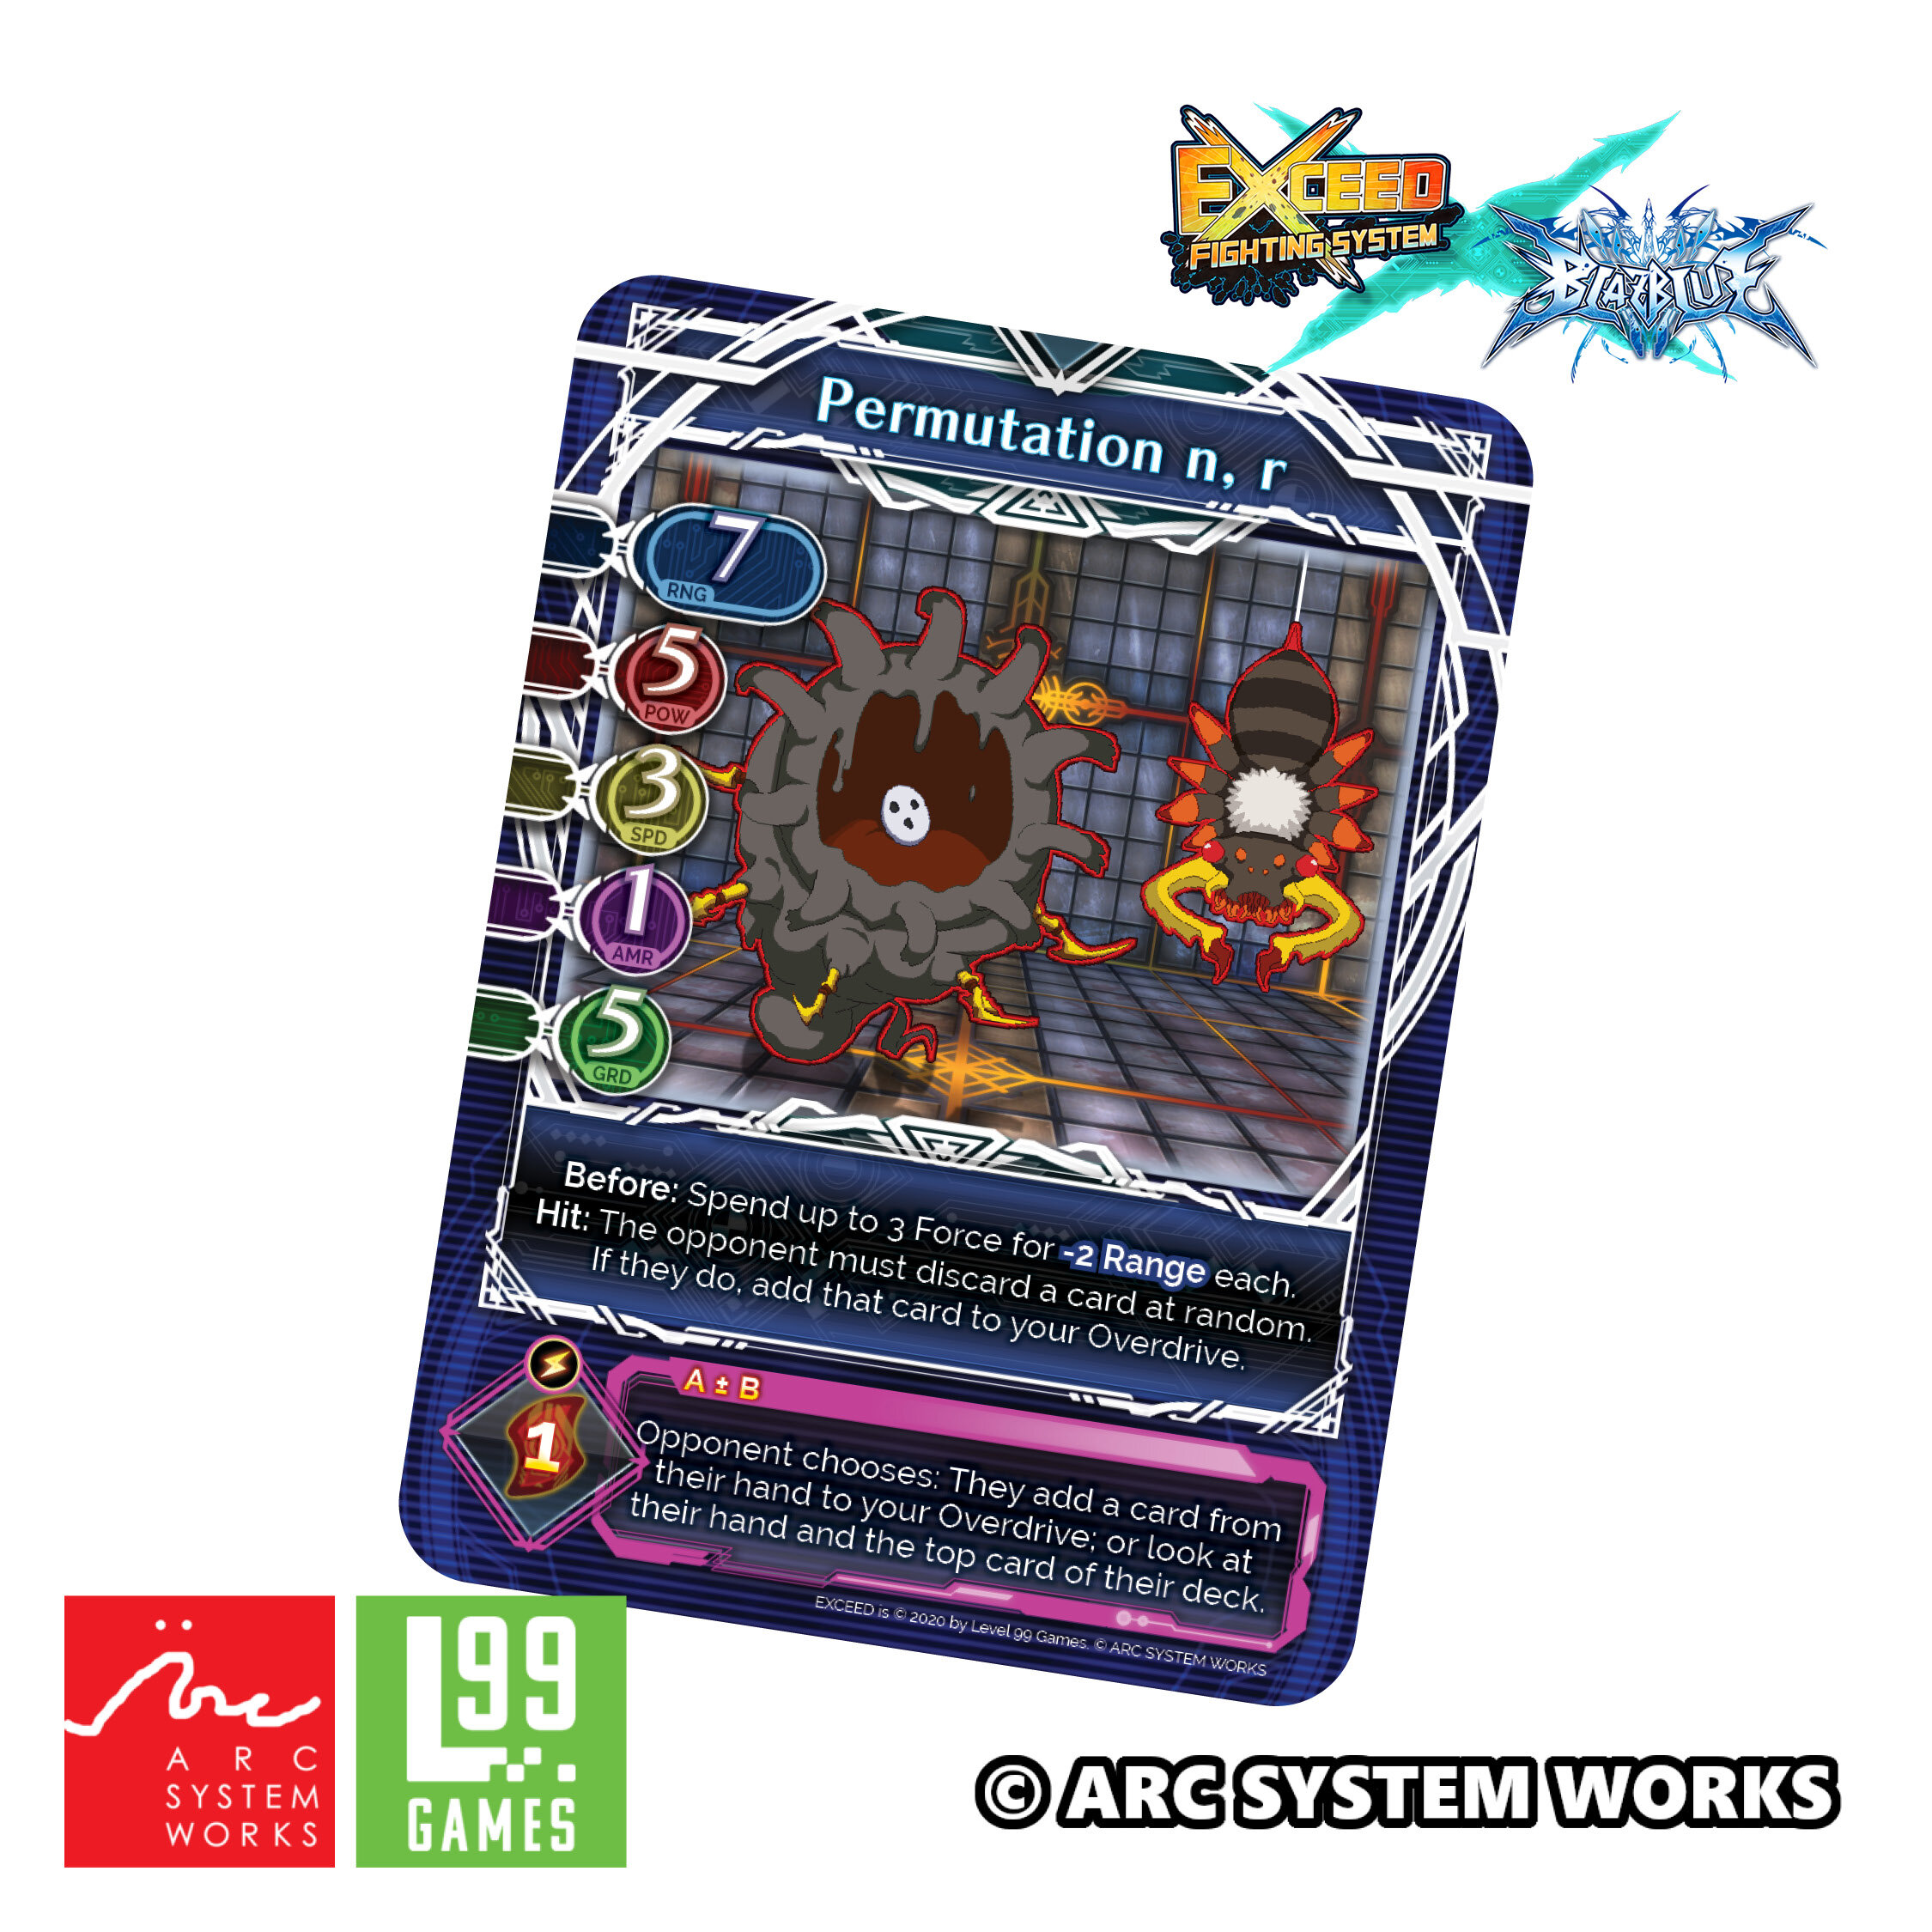 EXCEED
FIGHTING SYSTEM
BLAZBLUE
Permutation n, r
7
RNG
5
POW
3
SPD
1
AMR
5
GRD
Before: Spend up to 3 Force for -2 Range each.
Hit: The opponent must discard a card at random.
If they do, add that card to your Overdrive.
1
A ± B
Opponent chooses: They add a card from
their hand to your Overdrive; or look at
their hand and the top card of their deck.
EXCEED is © 2020 by Level 99 Games. © ARC SYSTEM WORKS
Arc
ARC
SYSTEM
WORKS
L99
GAMES
© ARC SYSTEM WORKS